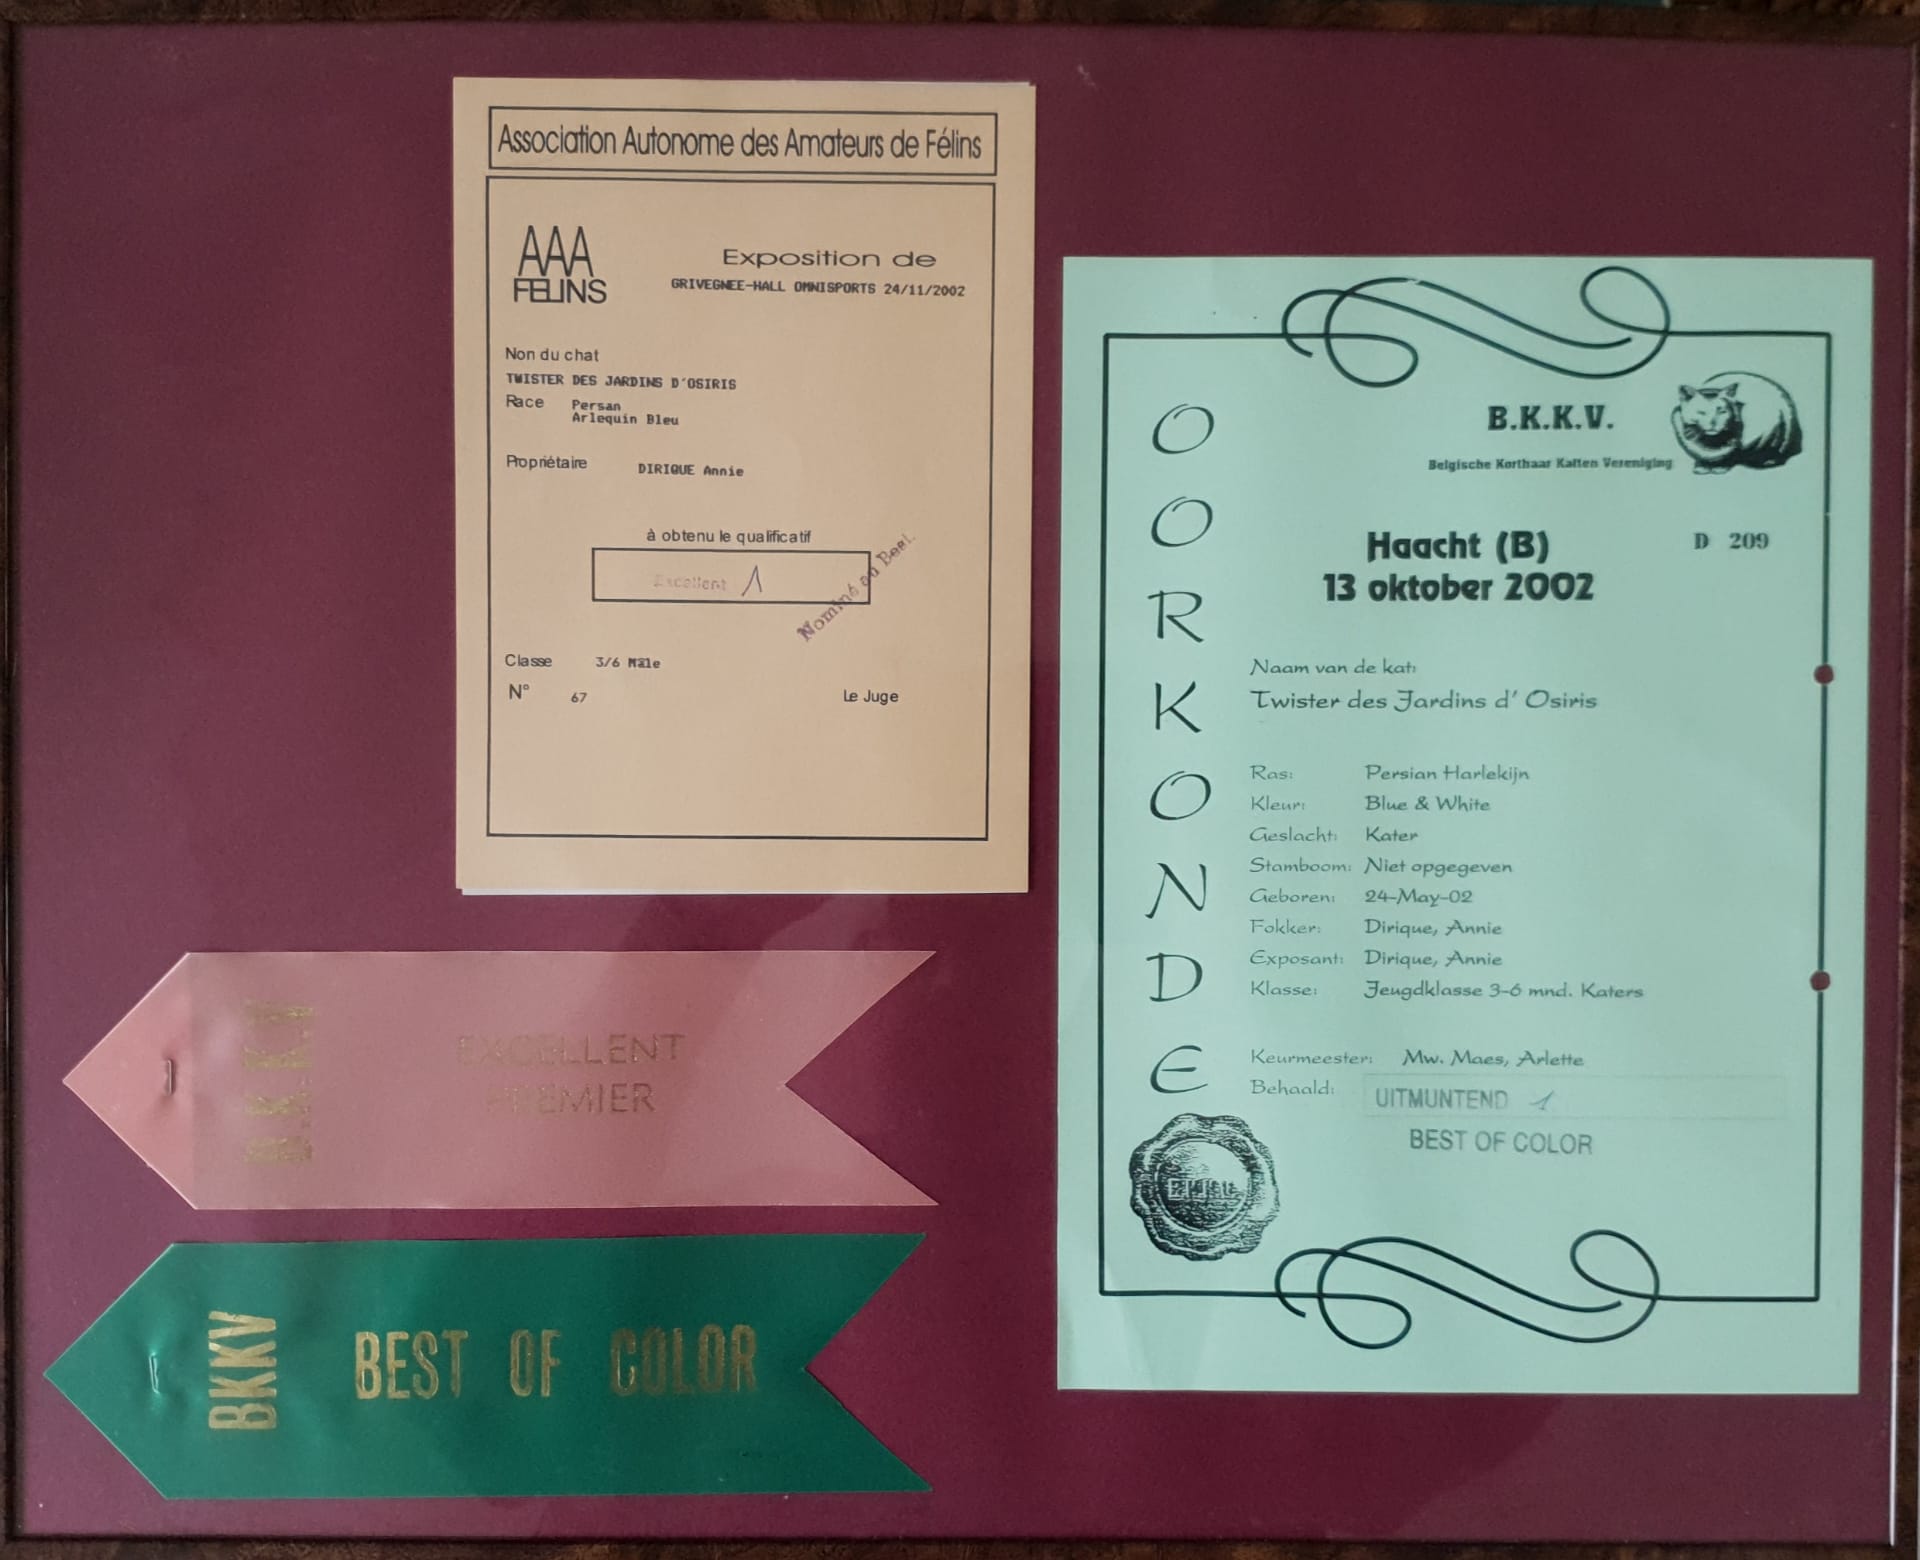 Association Autonome des Amateurs de Félins
AAA
FELINS
Exposition de
GRIVEGNEE-HALL OMNISPORTS 24/11/2002
Non du chat
TWISTER DES JARDINS D'OSIRIS
Race Persan
Arlequin Bleu
Propriétaire DIRIQUE Annie
à obtenu le qualificatif
Excellent 1
Nominé au Best.
Classe 3/6 Mâle
N° 67
Le Juge
OORKONDE
B.K.K.V.
Belgische Korthaar Katten Vereniging
Haacht (B)
D 209
13 oktober 2002
Naam van de kat:
Twister des Jardins d' Osiris
Ras: Persian Harlekijn
Kleur: Blue & White
Geslacht: Kater
Stamboom: Niet opgegeven
Geboren: 24-May-02
Fokker: Dirique, Annie
Exposant: Dirique, Annie
Klasse: Jeugdklasse 3-6 mnd. Katers
Keurmeester: Mw. Maes, Arlette
Behaald: UITMUNTEND 1
BEST OF COLOR
B.K.K.V
EXCELLENT
PREMIER
BKKV
BEST OF COLOR